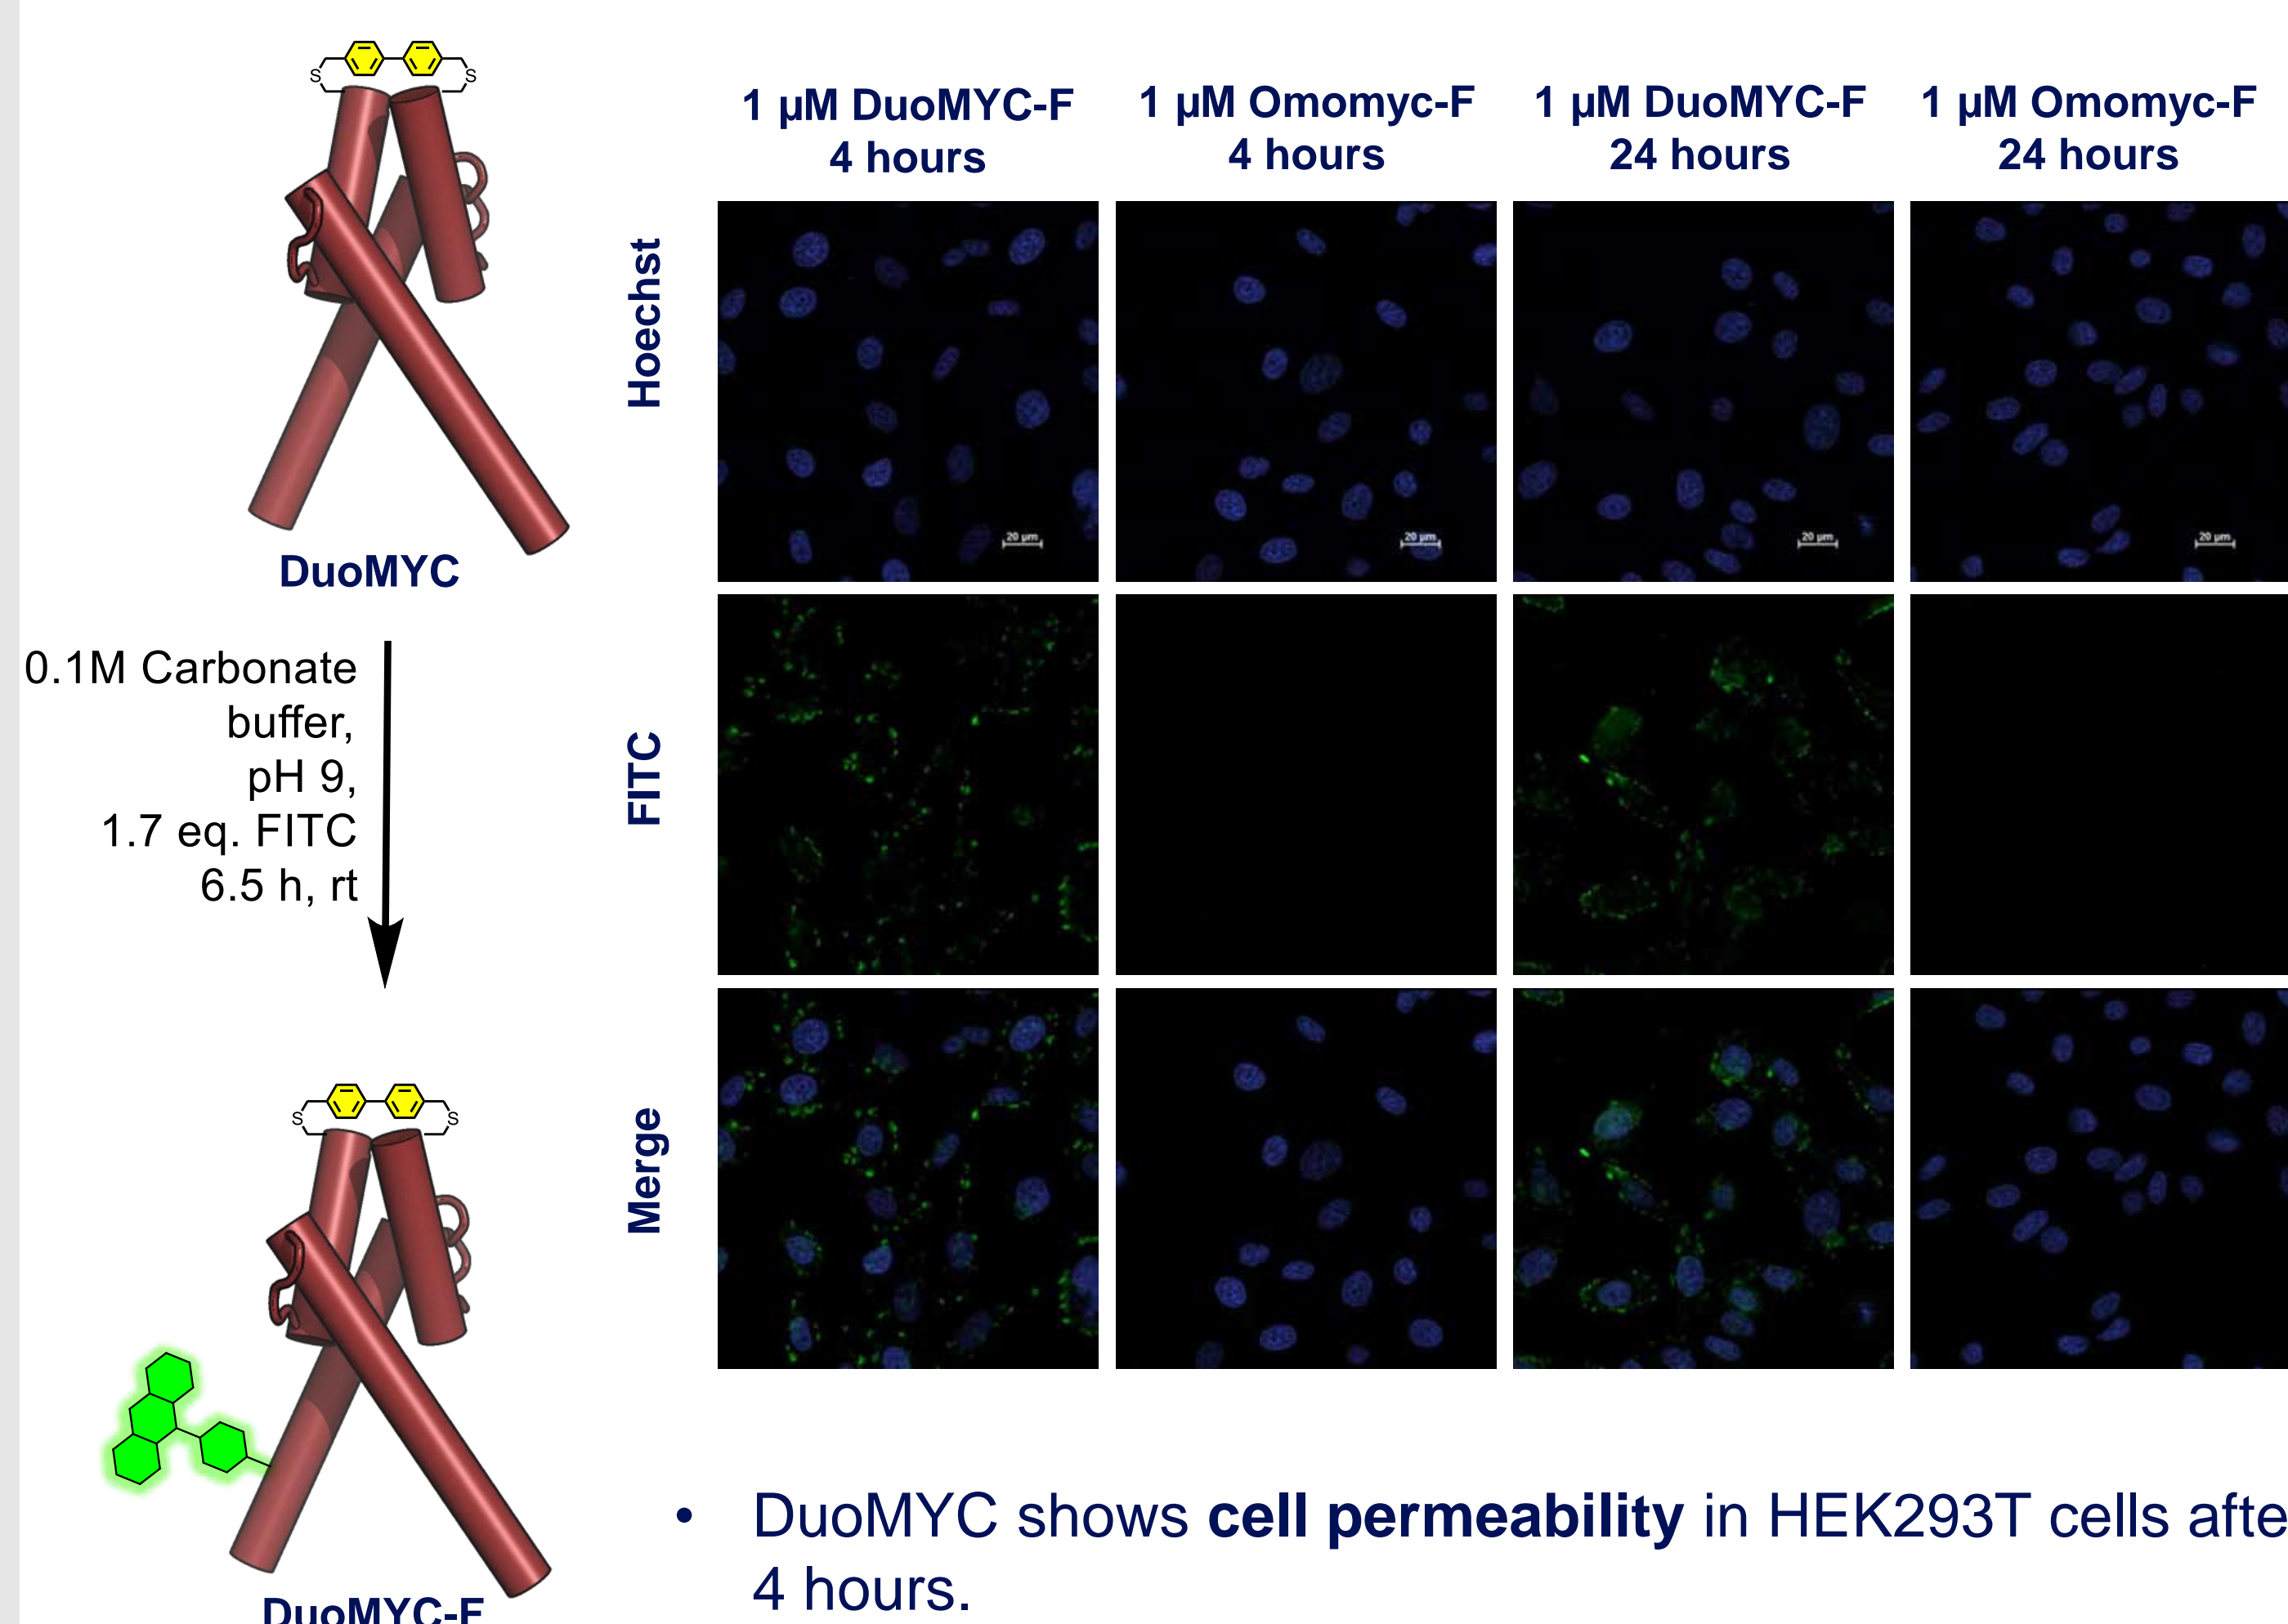 S S
DuoMYC
0.1M Carbonate
buffer,
pH 9,
1.7 eq. FITC
6.5 h, rt
S S
DuoMYC-F
1 µM DuoMYC-F
4 hours
1 µM Omomyc-F
4 hours
1 µM DuoMYC-F
24 hours
1 µM Omomyc-F
24 hours
Hoechst
20 µm
20 µm
20 µm
20 µm
FITC
Merge
• DuoMYC shows cell permeability in HEK293T cells afte
4 hours.